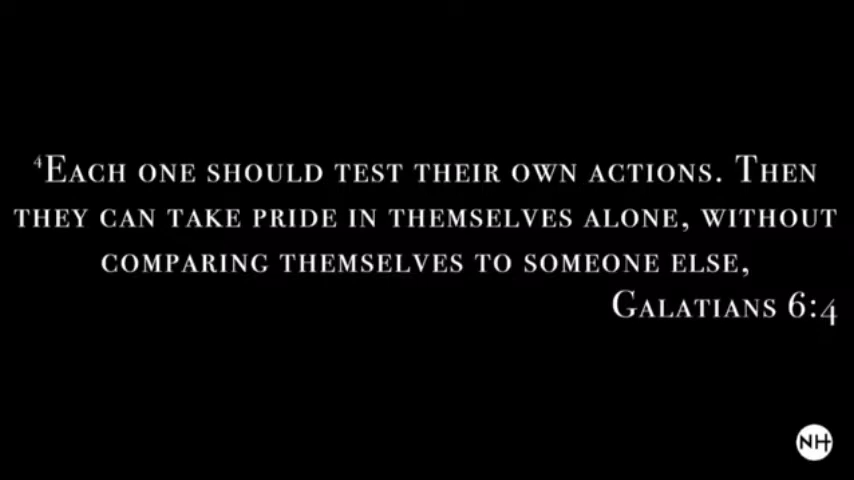 ⁴Each one should test their own actions. Then
they can take pride in themselves alone, without
comparing themselves to someone else,
Galatians 6:4
NH